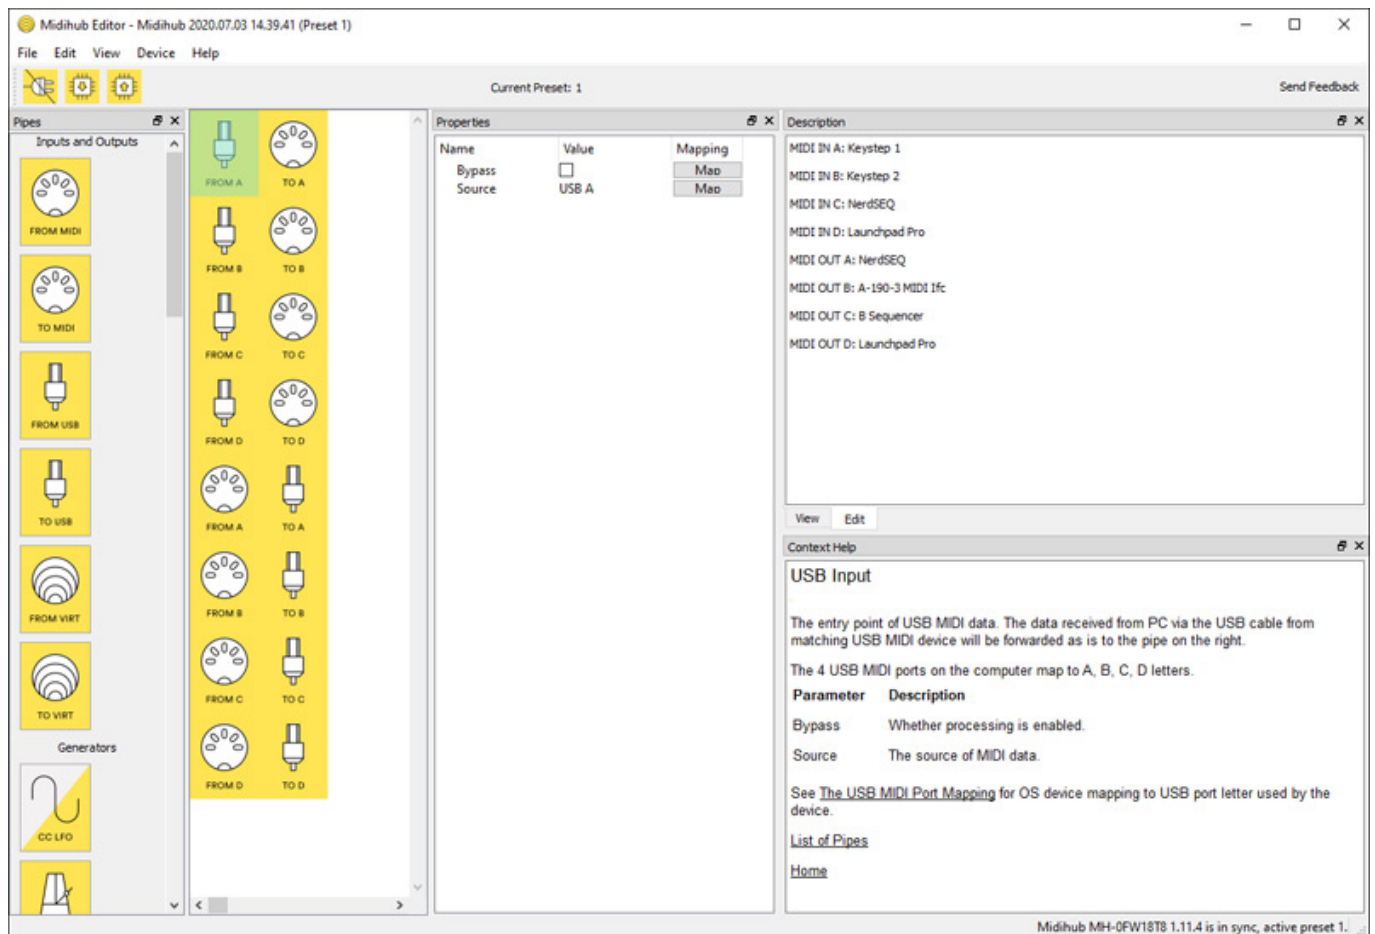 Midihub Editor - Midihub 2020.07.03 14.39.41 (Preset 1)
File Edit View Device Help
Current Preset: 1
Send Feedback
Pipes
Inputs and Outputs
FROM MIDI
TO MIDI
FROM USB
TO USB
FROM VIRT
TO VIRT
Generators
CC LFO
FROM A TO A
FROM B TO B
FROM C TO C
FROM D TO D
FROM A TO A
FROM B TO B
FROM C TO C
FROM D TO D
Properties
Name Value Mapping
Bypass Map
Source USB A Map
Description
MIDI IN A: Keystep 1
MIDI IN B: Keystep 2
MIDI IN C: NerdSEQ
MIDI IN D: Launchpad Pro
MIDI OUT A: NerdSEQ
MIDI OUT B: A-190-3 MIDI Ifc
MIDI OUT C: B Sequencer
MIDI OUT D: Launchpad Pro
View Edit
Context Help
USB Input
The entry point of USB MIDI data. The data received from PC via the USB cable from
matching USB MIDI device will be forwarded as is to the pipe on the right.
The 4 USB MIDI ports on the computer map to A, B, C, D letters.
Parameter Description
Bypass Whether processing is enabled.
Source The source of MIDI data.
See The USB MIDI Port Mapping for OS device mapping to USB port letter used by the
device.
List of Pipes
Home
Midihub MH-0FW18T8 1.11.4 is in sync, active preset 1.